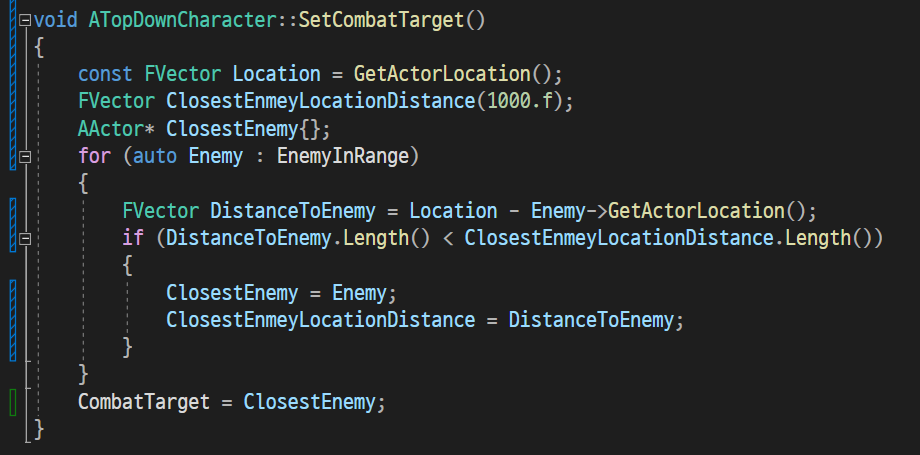 void ATopDownCharacter::SetCombatTarget()
{
    const FVector Location = GetActorLocation();
    FVector ClosestEnmeyLocationDistance(1000.f);
    AActor* ClosestEnemy{};
    for (auto Enemy : EnemyInRange)
    {
        FVector DistanceToEnemy = Location - Enemy->GetActorLocation();
        if (DistanceToEnemy.Length() < ClosestEnmeyLocationDistance.Length())
        {
            ClosestEnemy = Enemy;
            ClosestEnmeyLocationDistance = DistanceToEnemy;
        }
    }
    CombatTarget = ClosestEnemy;
}